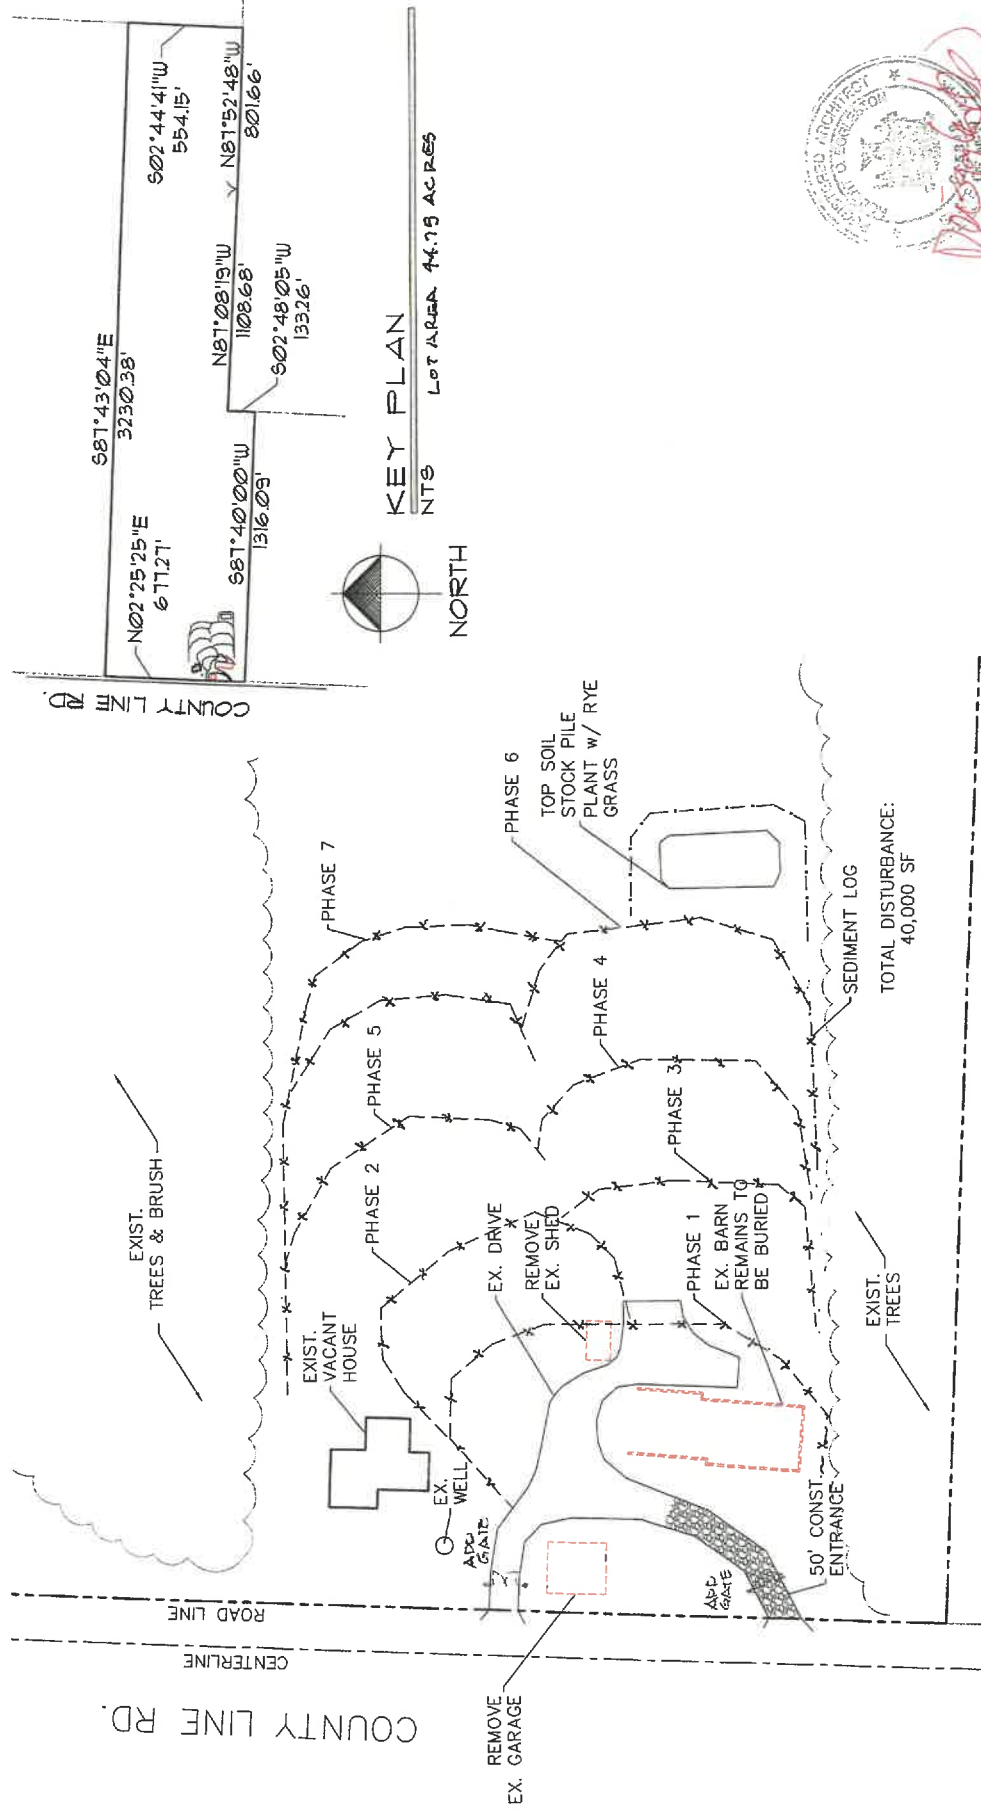 COUNTY LINE RD.
N02°25'25"E
677.27'
S87°43'04"E
3230.38'
S02°44'41"W
554.15'
N87°52'48"W
801.66'
N87°08'19"W
1108.68'
S02°48'05"W
133.26'
S87°40'00"W
1316.09'
KEY PLAN
NTS
LOT AREA 44.75 ACRES
NORTH
REGISTERED ARCHITECT
COUNTY LINE RD.
CENTERLINE
ROAD LINE
EXIST.
TREES & BRUSH
EXIST.
VACANT
HOUSE
EX.
WELL
ADD
GATE
REMOVE
EX. GARAGE
PHASE 2
PHASE 5
PHASE 7
EX. DRIVE
REMOVE
EX. SHED
PHASE 1
EX. BARN
REMAINS TO
BE BURIED
PHASE 3
PHASE 4
PHASE 6
TOP SOIL
STOCK PILE
PLANT w/ RYE
GRASS
ADD
GATE
50' CONST.
ENTRANCE
EXIST.
TREES
SEDIMENT LOG
TOTAL DISTURBANCE:
40,000 SF